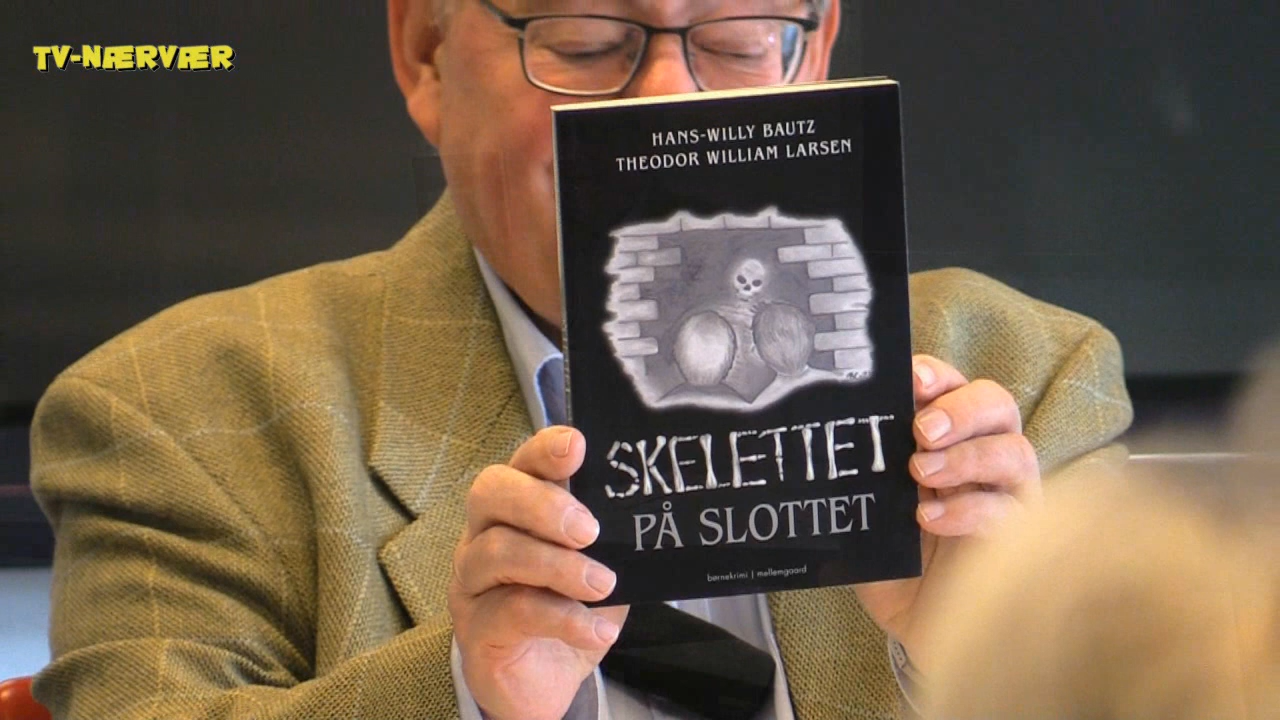 TV-NÆRVÆR
HANS-WILLY BAUTZ
THEODOR WILLIAM LARSEN
SKELETTET
PÅ SLOTTET
børnekrimi | mellemgaard